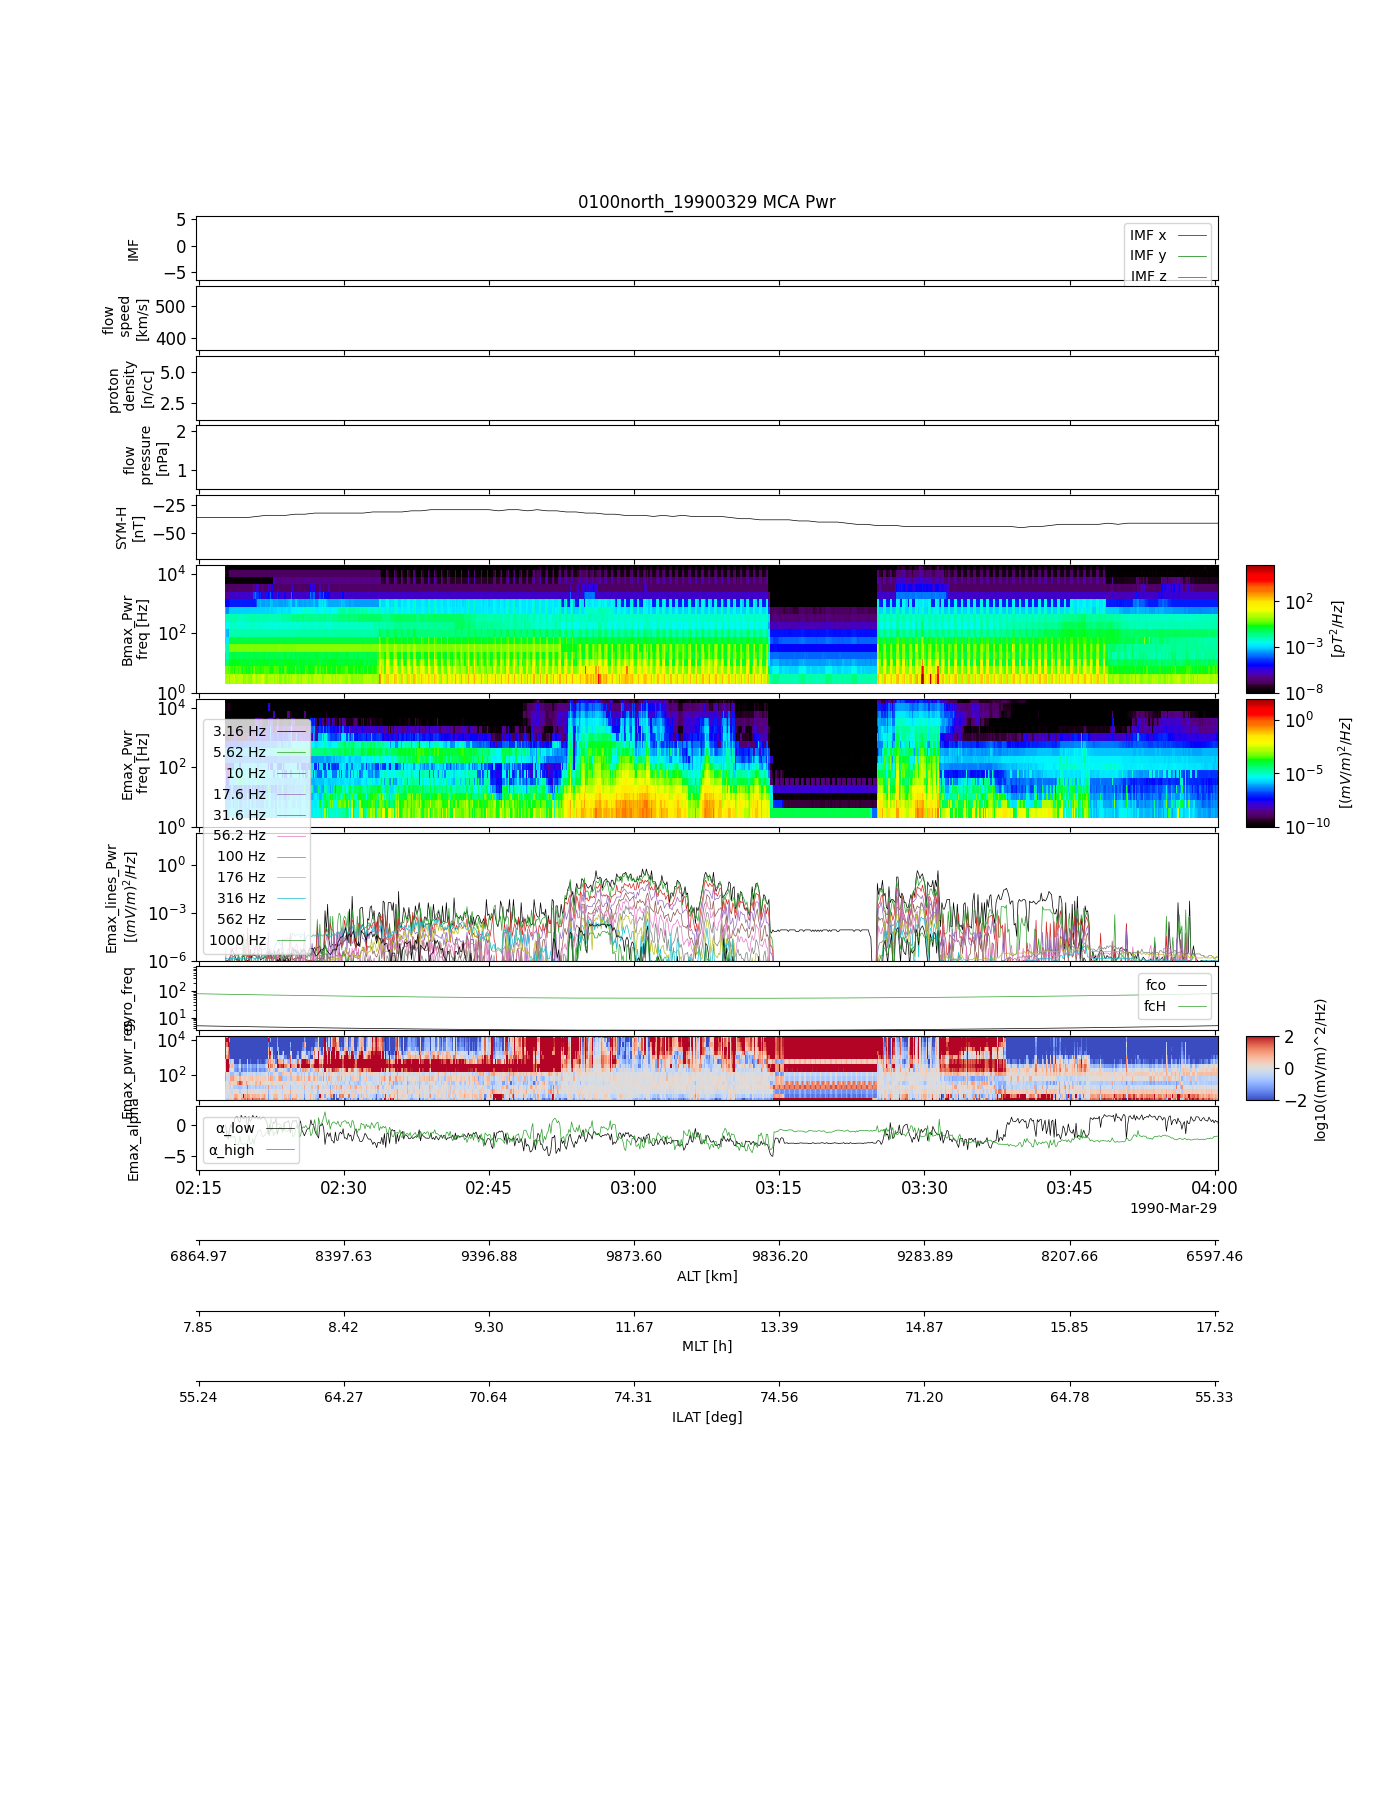 0100north_19900329 MCA Pwr
5
0
−5
IMF
IMF x
IMF y
IMF z
500
400
flow
speed
[km/s]
5.0
2.5
proton
density
[n/cc]
2
1
flow
pressure
[nPa]
−25
−50
SYM-H
[nT]
10^4
10^2
10^0
Bmax_Pwr
freq [Hz]
10^2
10^−3
10^−8
[pT^2/Hz]
10^4
10^2
10^0
Emax_Pwr
freq [Hz]
10^0
10^−5
10^−10
[(mV/m)^2/Hz]
3.16 Hz
5.62 Hz
10 Hz
17.6 Hz
31.6 Hz
56.2 Hz
100 Hz
176 Hz
316 Hz
562 Hz
1000 Hz
10^0
10^−3
10^−6
Emax_lines_Pwr
[(mV/m)^2/Hz]
10^2
10^1
gyro_freq
fco
fcH
10^4
10^2
Emax_pwr_reg
2
0
−2
log10((mV/m)^2/Hz)
0
−5
Emax_alpha
α_low
α_high
02:15 02:30 02:45 03:00 03:15 03:30 03:45 04:00
1990-Mar-29
6864.97 8397.63 9396.88 9873.60 9836.20 9283.89 8207.66 6597.46
ALT [km]
7.85 8.42 9.30 11.67 13.39 14.87 15.85 17.52
MLT [h]
55.24 64.27 70.64 74.31 74.56 71.20 64.78 55.33
ILAT [deg]